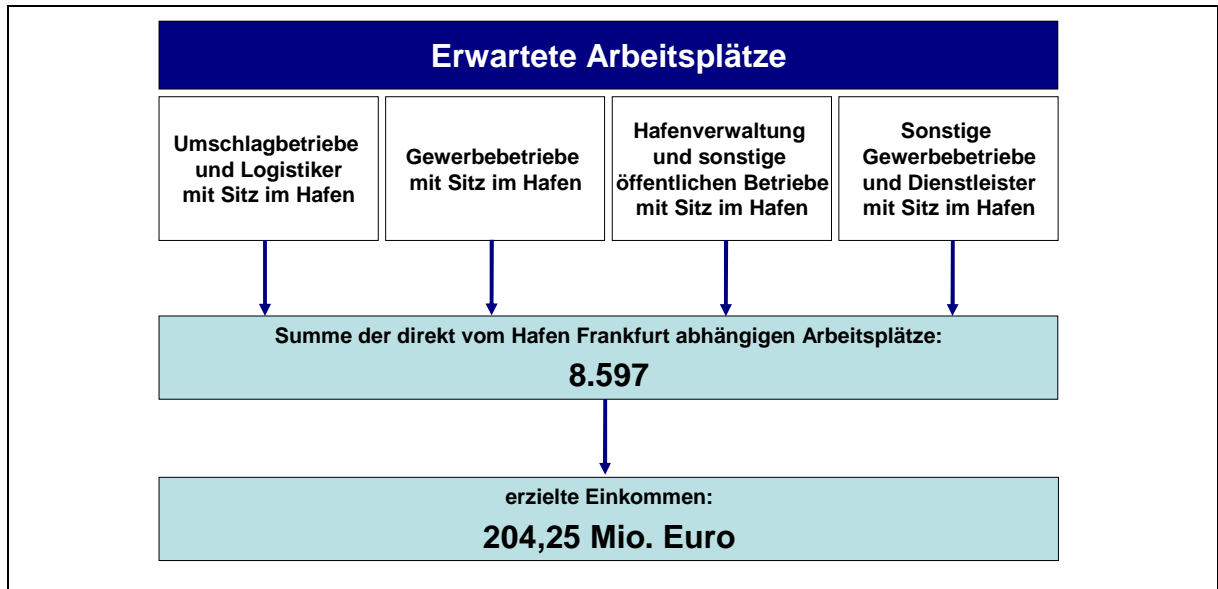 Erwartete Arbeitsplätze
Umschlagbetriebe
und Logistiker
mit Sitz im Hafen
Gewerbebetriebe
mit Sitz im Hafen
Hafenverwaltung
und sonstige
öffentlichen Betriebe
mit Sitz im Hafen
Sonstige
Gewerbebetriebe
und Dienstleister
mit Sitz im Hafen
Summe der direkt vom Hafen Frankfurt abhängigen Arbeitsplätze:
8.597
erzielte Einkommen:
204,25 Mio. Euro